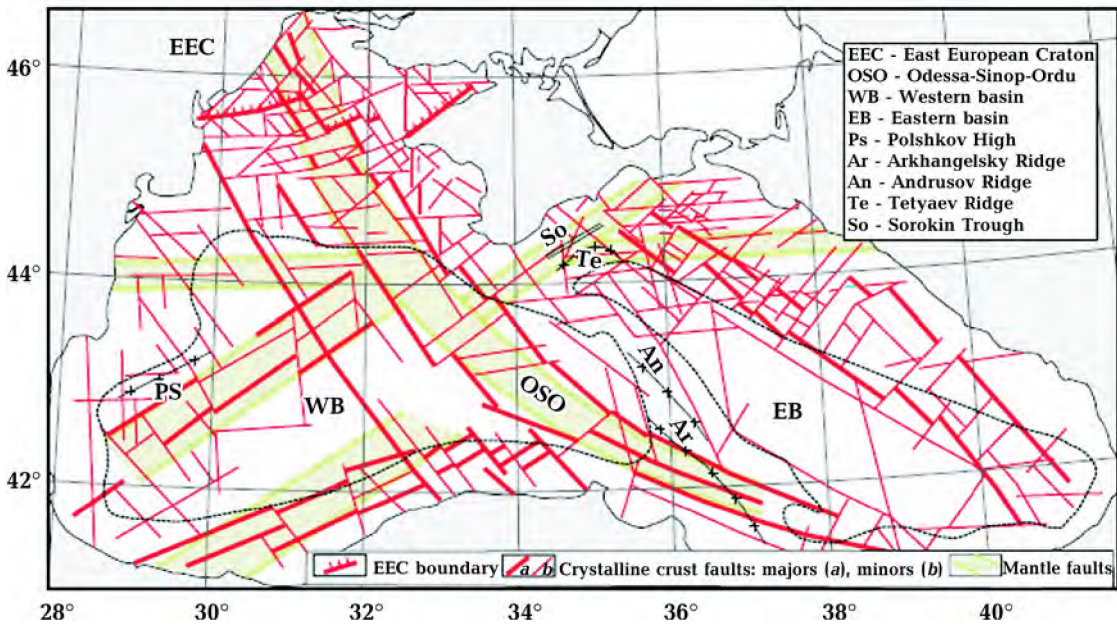 EEC
46°
44°
42°
EEC - East European Craton
OSO - Odessa-Sinop-Ordu
WB - Western basin
EB - Eastern basin
Ps - Polshkov High
Ar - Arkhangelsky Ridge
An - Andrusov Ridge
Te - Tetyaev Ridge
So - Sorokin Trough
So
Te
An
PS
WB
OSO
EB
Ar
EEC boundary
a b Crystalline crust faults: majors (a), minors (b)
Mantle faults
28° 30° 32° 34° 36° 38° 40°